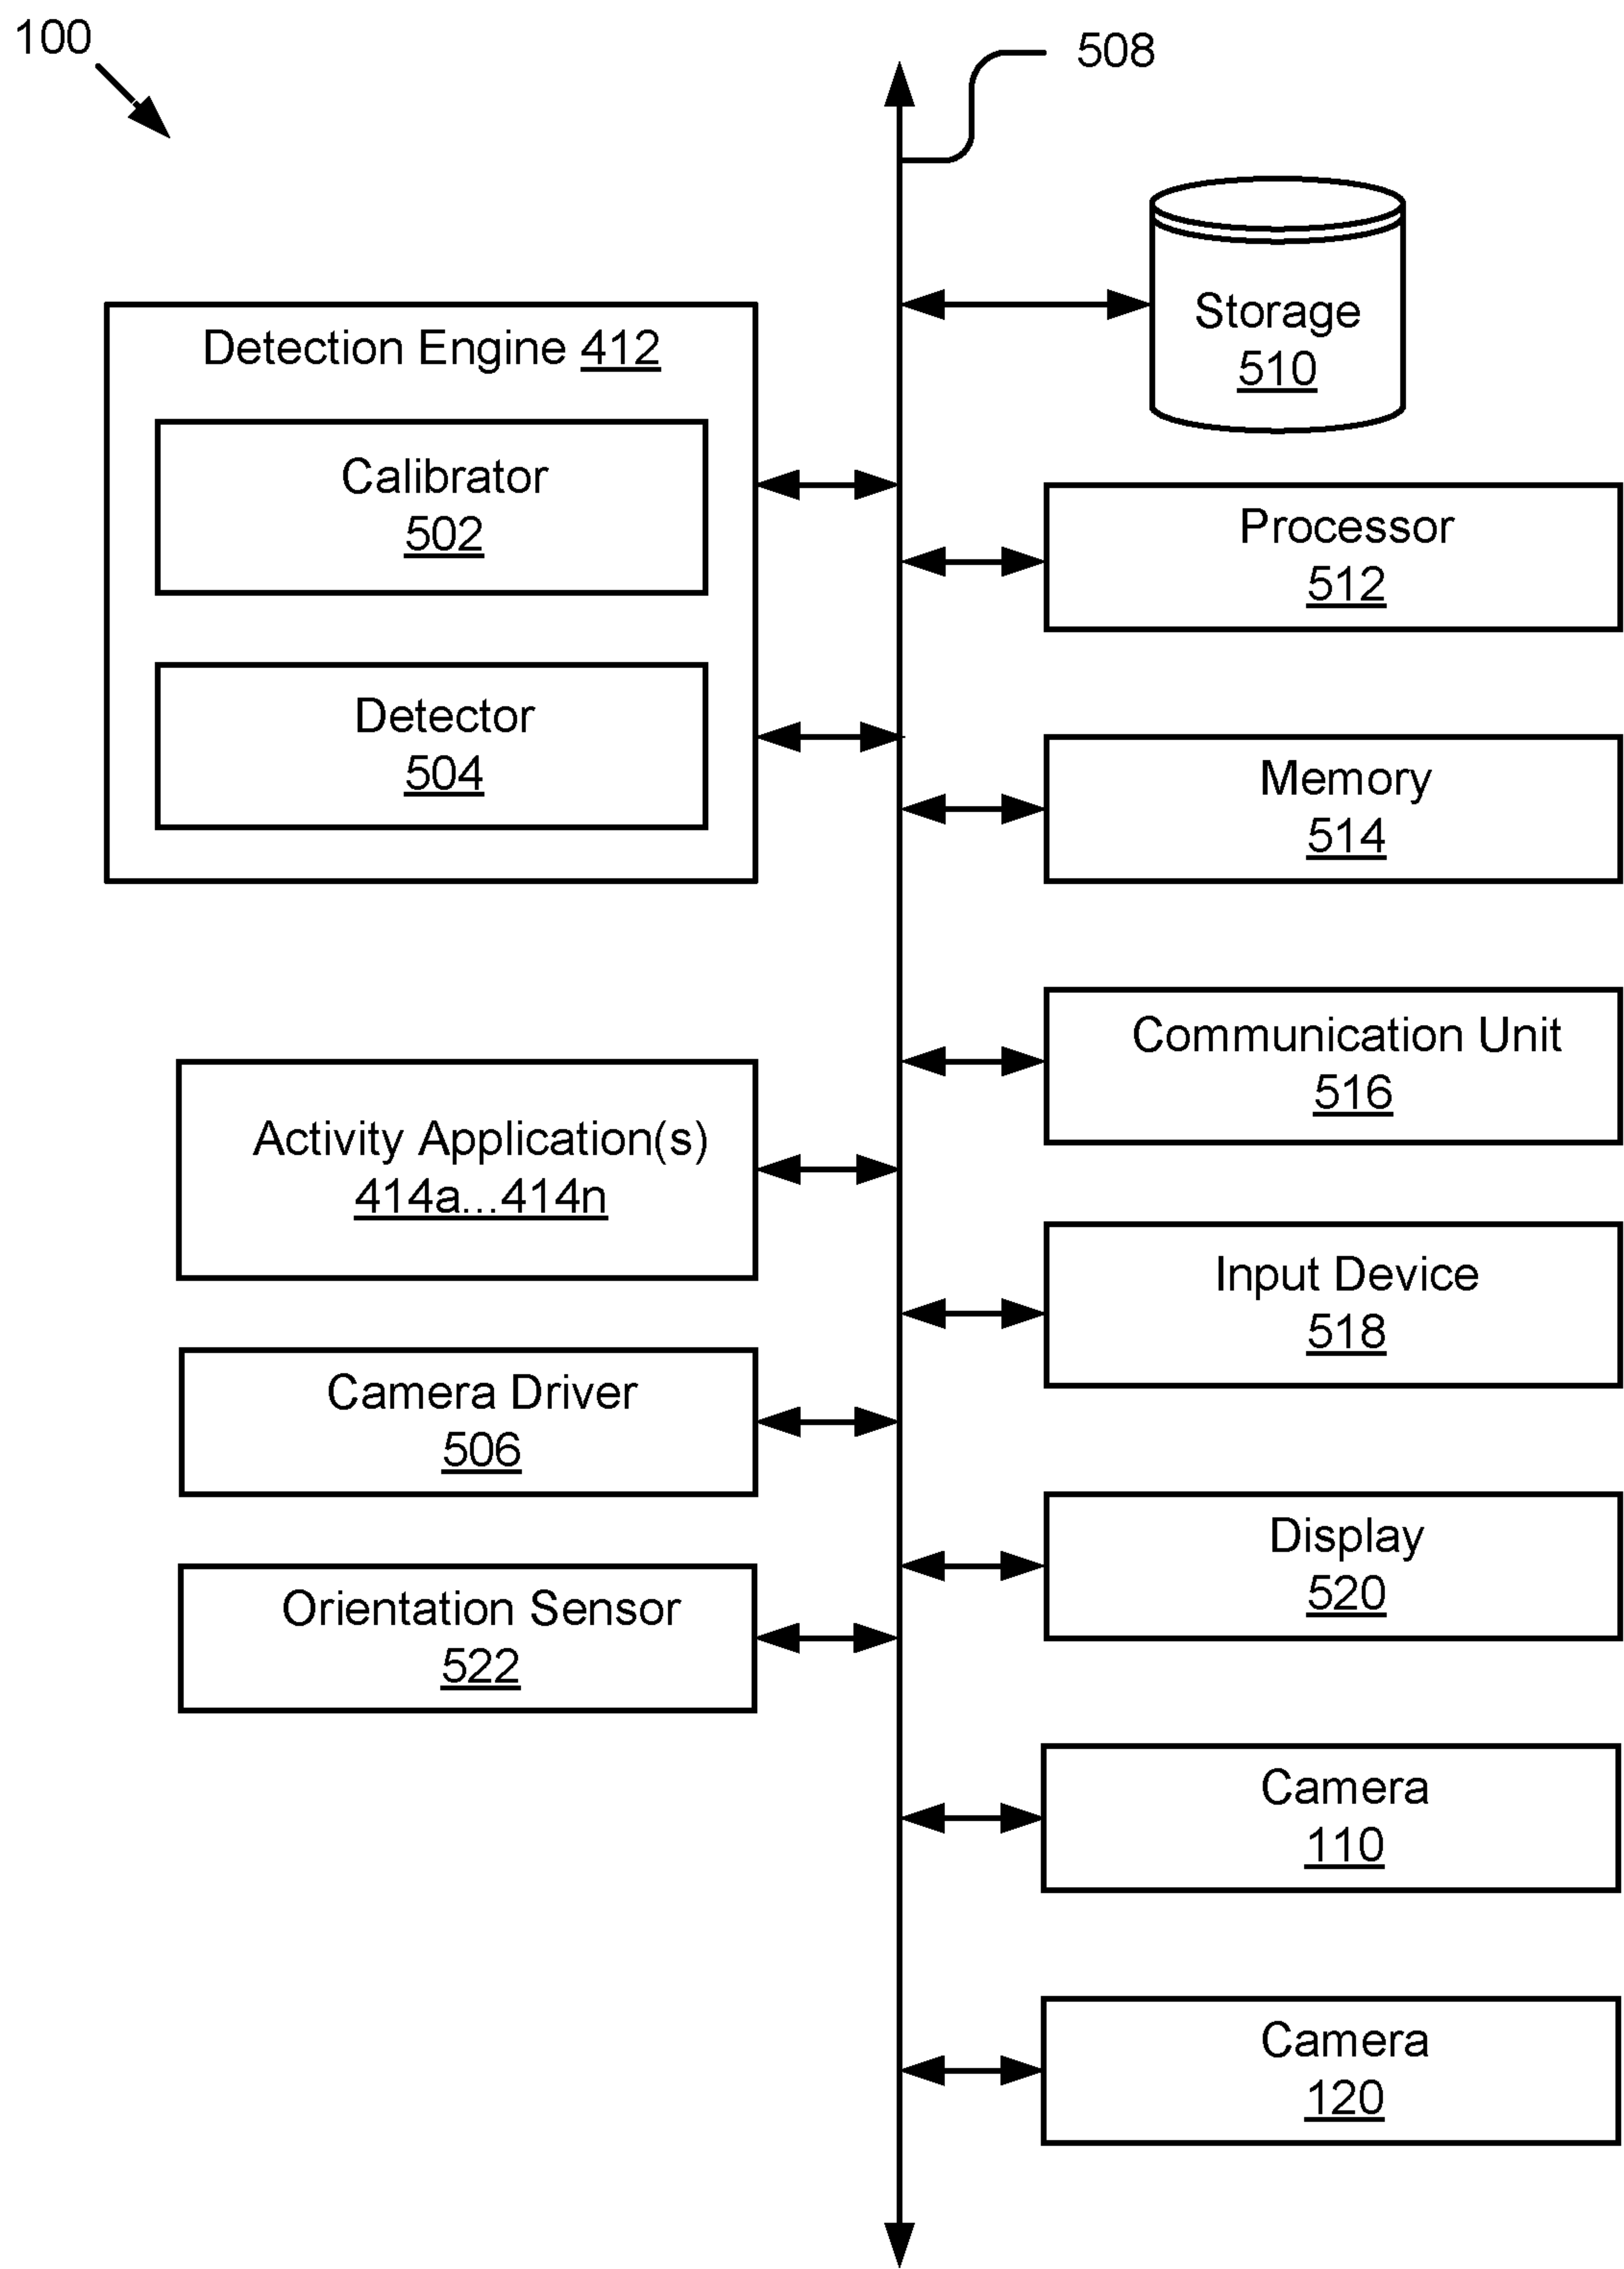 100
508
Storage
510
Detection Engine 412
Calibrator
502
Detector
504
Processor
512
Memory
514
Communication Unit
516
Activity Application(s)
414a...414n
Input Device
518
Camera Driver
506
Display
520
Orientation Sensor
522
Camera
110
Camera
120